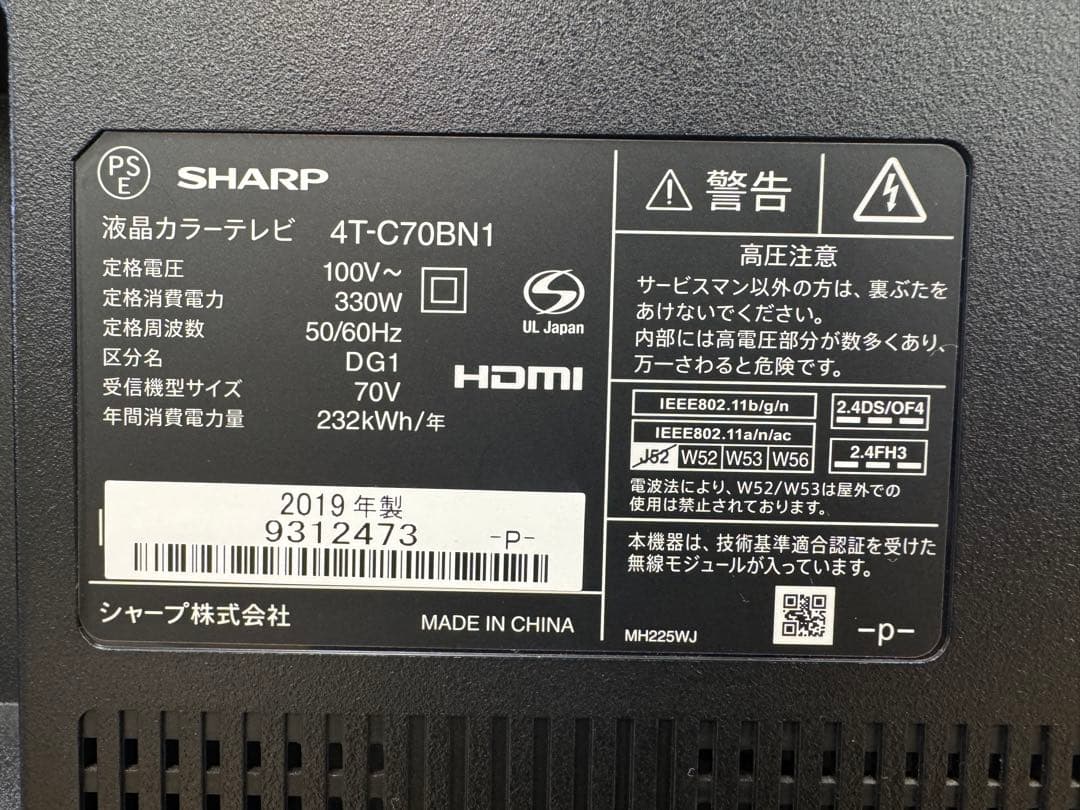 PS
E
SHARP
液晶カラーテレビ 4T-C70BN1
定格電圧 100V～
定格消費電力 330W
定格周波数 50/60Hz
区分名 DG1
受信機型サイズ 70V
年間消費電力量 232kWh/年
UL Japan
HDMI
2019 年製
9312473 -P-
シャープ株式会社
MADE IN CHINA
警告
高圧注意
サービスマン以外の方は、裏ぶたを
あけないでください。
内部には高電圧部分が数多くあり、
万一さわると危険です。
IEEE802.11b/g/n
IEEE802.11a/n/ac
J52 W52 W53 W56
2.4DS/OF4
2.4FH3
電波法により、W52/W53は屋外での
使用は禁止されております。
本機器は、技術基準適合認証を受けた
無線モジュールが入っています。
MH225WJ
-p-